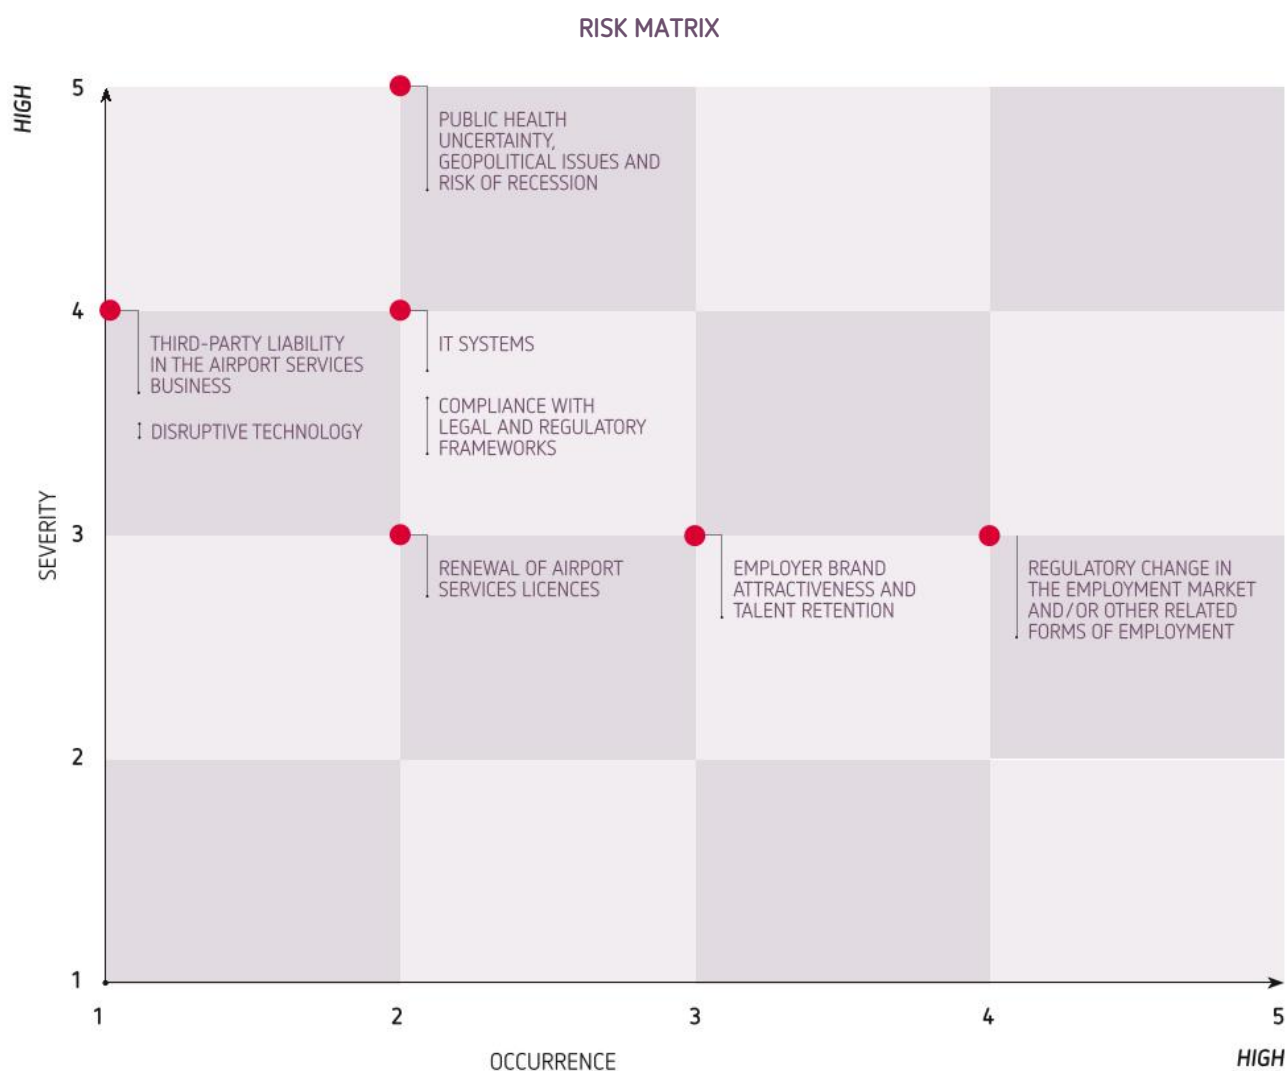 RISK MATRIX
HIGH
5
PUBLIC HEALTH
UNCERTAINTY,
GEOPOLITICAL ISSUES AND
RISK OF RECESSION
4
THIRD-PARTY LIABILITY
IN THE AIRPORT SERVICES
BUSINESS
DISRUPTIVE TECHNOLOGY
IT SYSTEMS
COMPLIANCE WITH
LEGAL AND REGULATORY
FRAMEWORKS
SEVERITY
3
RENEWAL OF AIRPORT
SERVICES LICENCES
EMPLOYER BRAND
ATTRACTIVENESS AND
TALENT RETENTION
REGULATORY CHANGE IN
THE EMPLOYMENT MARKET
AND/OR OTHER RELATED
FORMS OF EMPLOYMENT
2
1
1 2 3 4 5
OCCURRENCE
HIGH